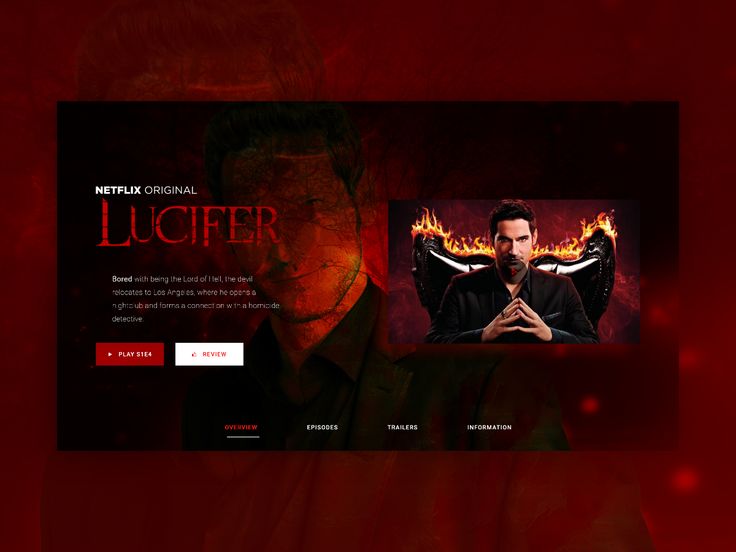 NETFLIX ORIGINAL
LUCIFER
Bored with being the Lord of Hell, the devil
relocates to Los Angeles, where he opens a
nightclub and forms a connection with a homicide
detective.
PLAY S1E4
REVIEW
OVERVIEW
EPISODES
TRAILERS
INFORMATION